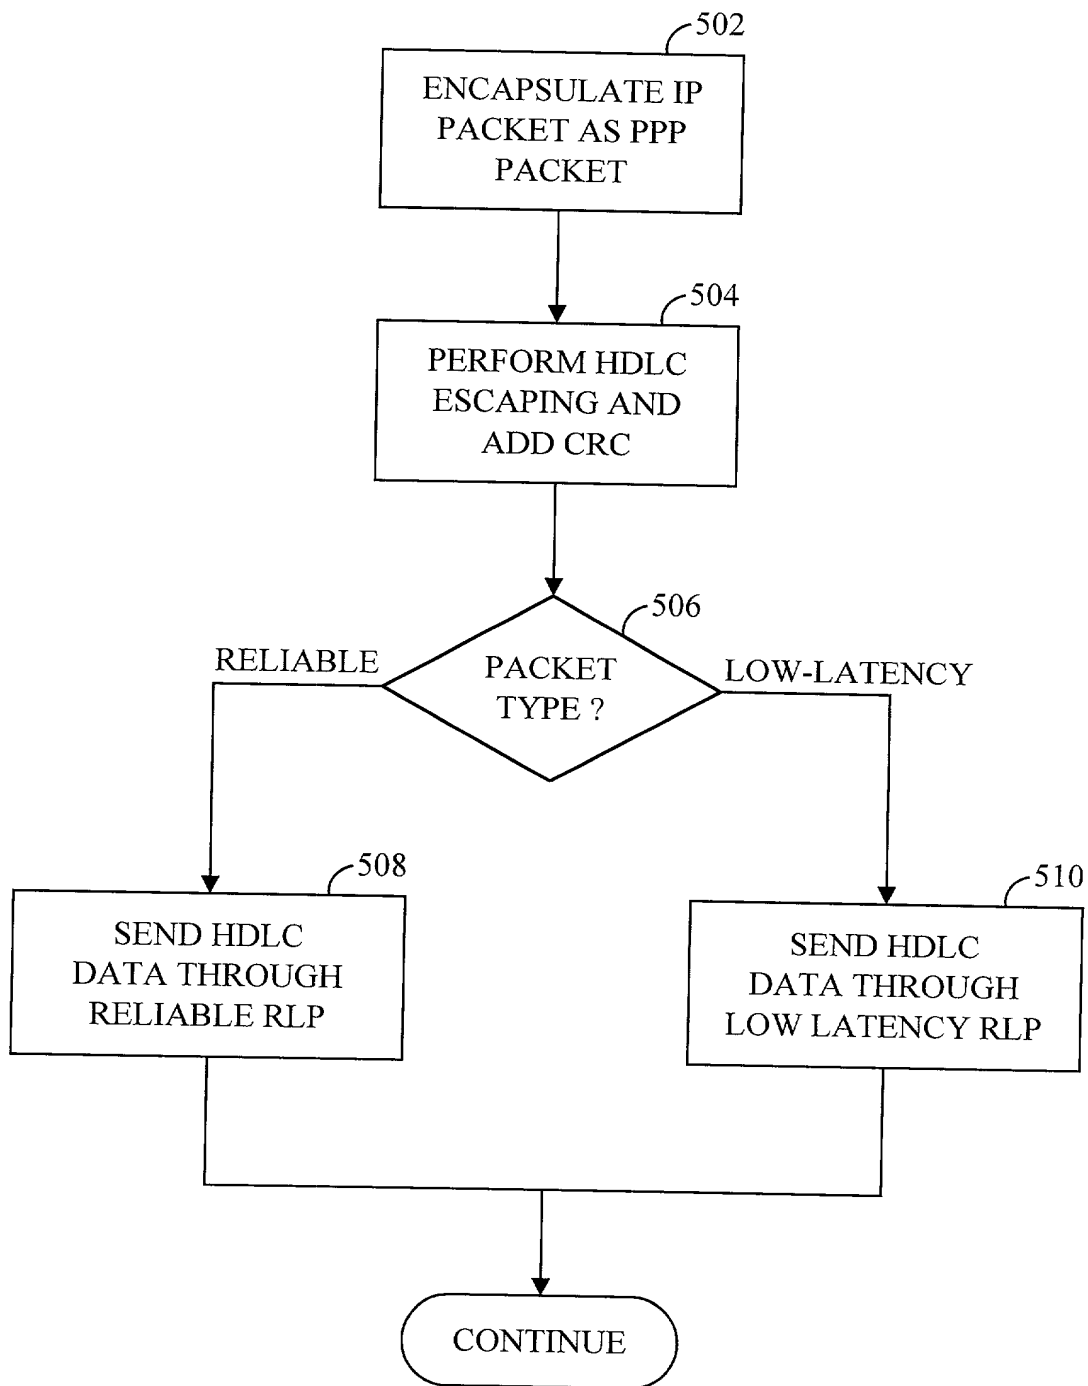 502
ENCAPSULATE IP
PACKET AS PPP
PACKET
504
PERFORM HDLC
ESCAPING AND
ADD CRC
506
PACKET
TYPE ?
RELIABLE
LOW-LATENCY
508
SEND HDLC
DATA THROUGH
RELIABLE RLP
510
SEND HDLC
DATA THROUGH
LOW LATENCY RLP
CONTINUE